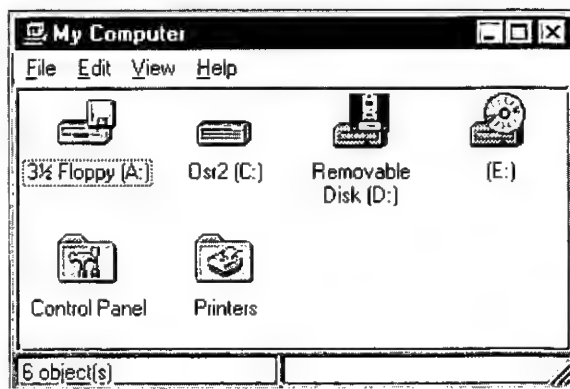 My Computer
File Edit View Help
3½ Floppy (A:) Osr2 (C:) Removable Disk (D:) (E:)
Control Panel Printers
6 object(s)